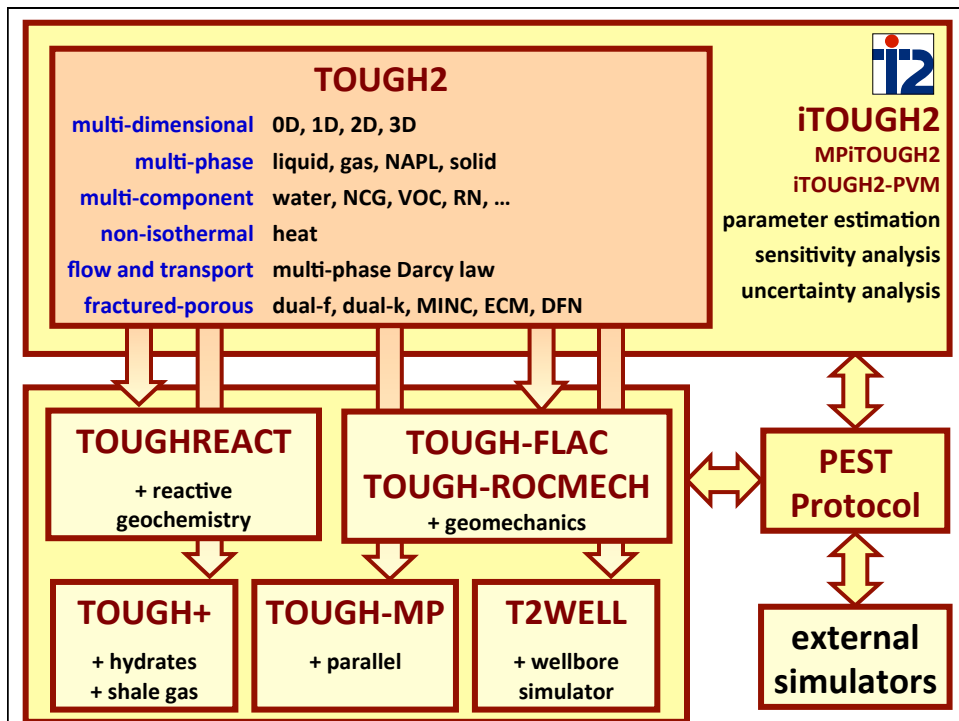 TOUGH2
multi-dimensional 0D, 1D, 2D, 3D
multi-phase liquid, gas, NAPL, solid
multi-component water, NCG, VOC, RN, ...
non-isothermal heat
flow and transport multi-phase Darcy law
fractured-porous dual-f, dual-k, MINC, ECM, DFN
iT2
iTOUGH2
MPiTOUGH2
iTOUGH2-PVM
parameter estimation
sensitivity analysis
uncertainty analysis
TOUGHREACT
+ reactive
geochemistry
TOUGH-FLAC
TOUGH-ROCMECH
+ geomechanics
PEST
Protocol
TOUGH+
+ hydrates
+ shale gas
TOUGH-MP
+ parallel
T2WELL
+ wellbore
simulator
external
simulators